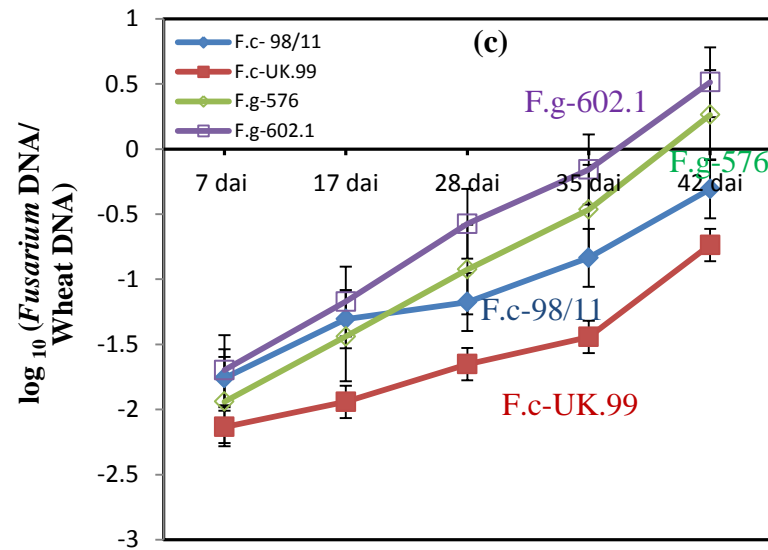 (c)
F.c- 98/11
F.c-UK.99
F.g-576
F.g-602.1
1
0.5
0
-0.5
-1
-1.5
-2
-2.5
-3
log 10 (Fusarium DNA/
Wheat DNA)
7 dai 17 dai 28 dai 35 dai 42 dai
F.g-602.1
F.g-576
F.c-98/11
F.c-UK.99